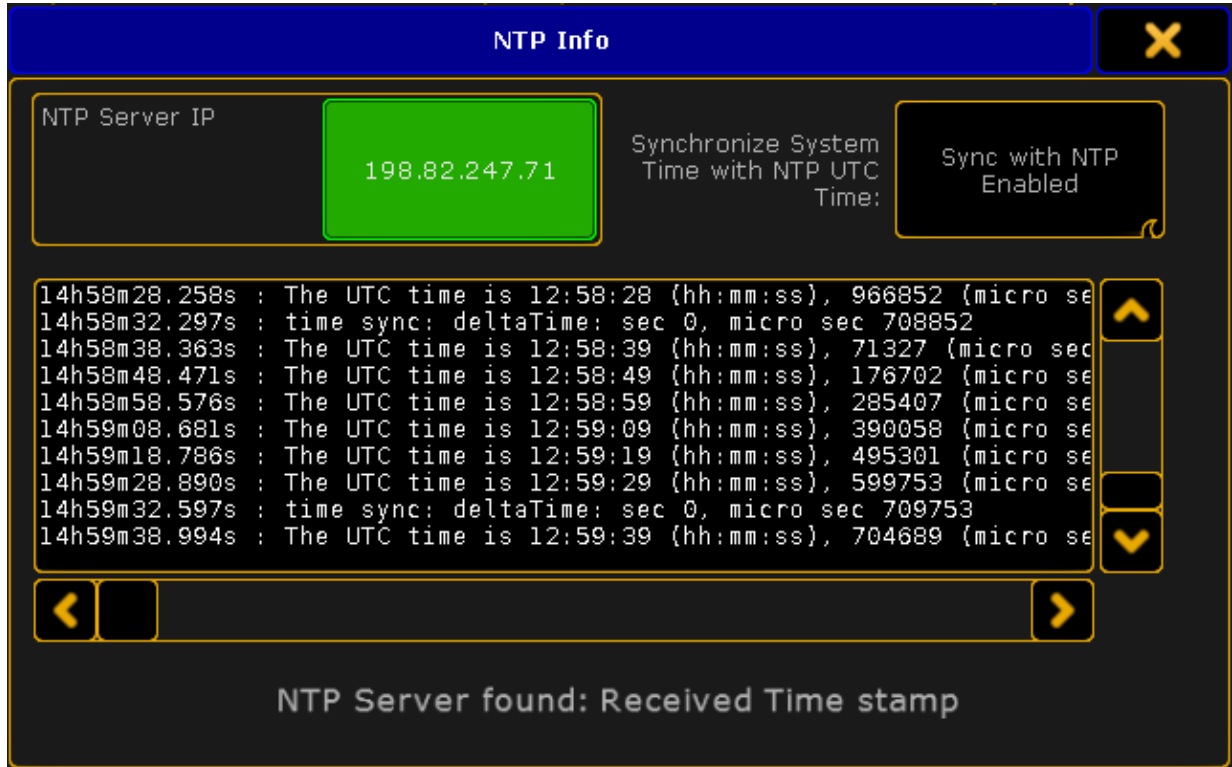 NTP Info
NTP Server IP
198.82.247.71
Synchronize System
Time with NTP UTC
Time:
Sync with NTP
Enabled
14h58m28.258s : The UTC time is 12:58:28 (hh:mm:ss), 966852 (micro se
14h58m32.297s : time sync: deltaTime: sec 0, micro sec 708852
14h58m38.363s : The UTC time is 12:58:39 (hh:mm:ss), 71327 (micro sec
14h58m48.471s : The UTC time is 12:58:49 (hh:mm:ss), 176702 (micro se
14h58m58.576s : The UTC time is 12:58:59 (hh:mm:ss), 285407 (micro se
14h59m08.681s : The UTC time is 12:59:09 (hh:mm:ss), 390058 (micro se
14h59m18.786s : The UTC time is 12:59:19 (hh:mm:ss), 495301 (micro se
14h59m28.890s : The UTC time is 12:59:29 (hh:mm:ss), 599753 (micro se
14h59m32.597s : time sync: deltaTime: sec 0, micro sec 709753
14h59m38.994s : The UTC time is 12:59:39 (hh:mm:ss), 704689 (micro se
NTP Server found: Received Time stamp